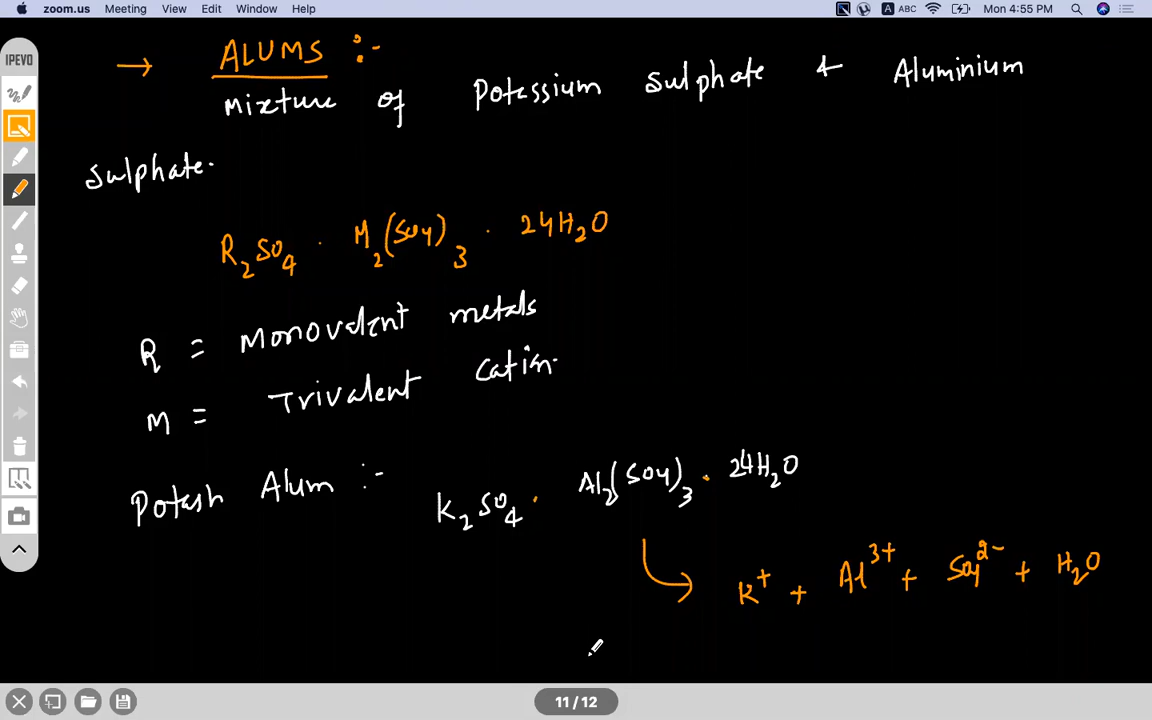 zoom.us Meeting View Edit Window Help A ABC Mon 4:55 PM
IPEVO
→ ALUMS :-
Mixture of Potassium Sulphate + Aluminium
Sulphate.
R₂SO₄ · M₂(SO₄)₃ · 24H₂O
R = Monovalent metals
M = Trivalent cation
Potash Alum :- K₂SO₄ · Al₂(SO₄)₃ · 24H₂O
K⁺ + Al³⁺ + SO₄²⁻ + H₂O
11/12